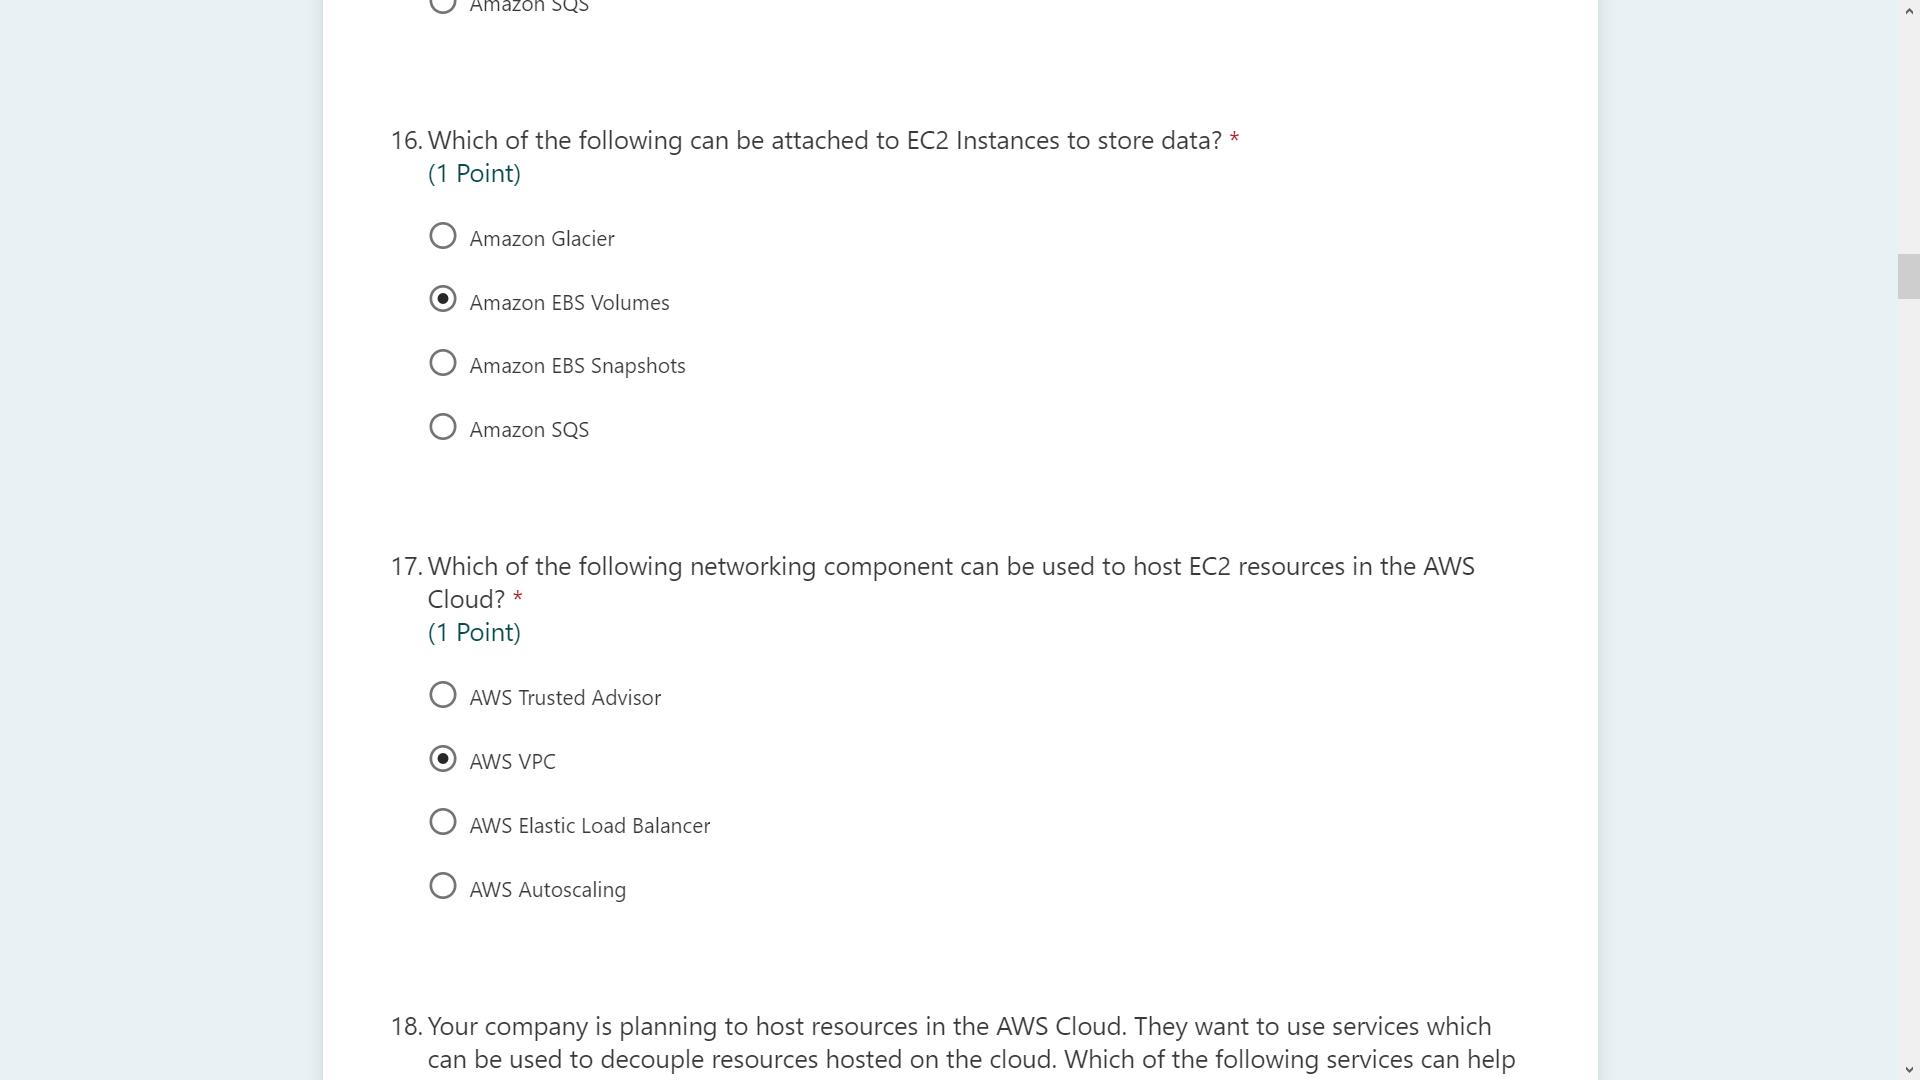 Amazon SQS
16. Which of the following can be attached to EC2 Instances to store data? *
(1 Point)
Amazon Glacier
Amazon EBS Volumes
Amazon EBS Snapshots
Amazon SQS
17. Which of the following networking component can be used to host EC2 resources in the AWS
Cloud? *
(1 Point)
AWS Trusted Advisor
AWS VPC
AWS Elastic Load Balancer
AWS Autoscaling
18. Your company is planning to host resources in the AWS Cloud. They want to use services which
can be used to decouple resources hosted on the cloud. Which of the following services can help